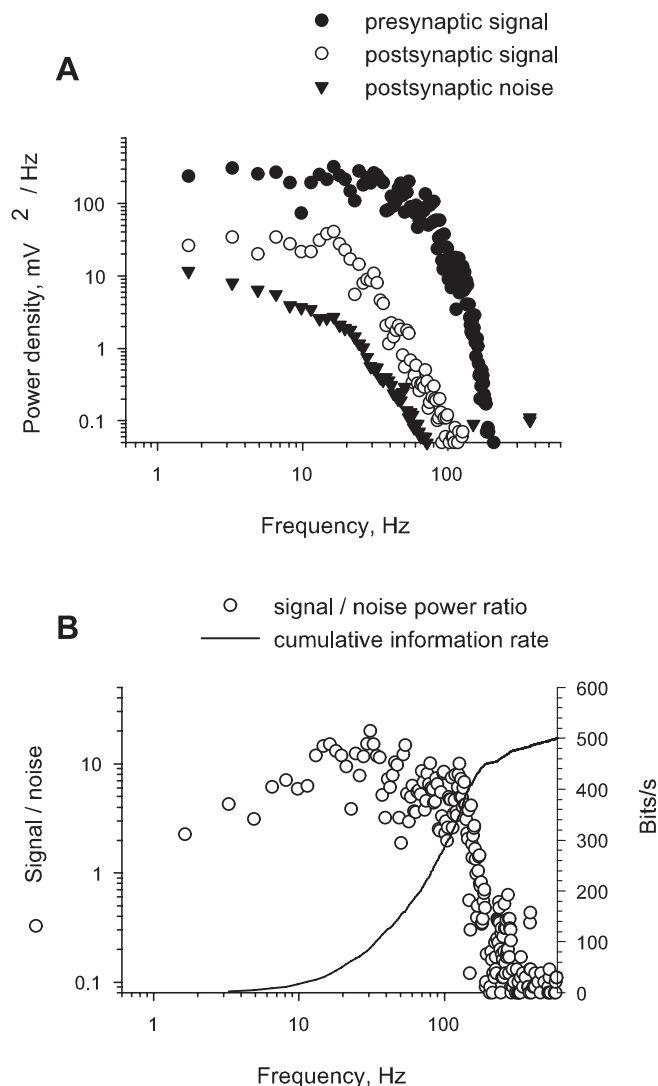 presynaptic signal
A
postsynaptic signal
postsynaptic noise
Power density, mV 2 / Hz
100
10
1
0.1
1
10
100
Frequency, Hz
B
signal / noise power ratio
cumulative information rate
Signal / noise
10
1
0.1
600
500
400
300
200
100
0
Bits/s
1
10
100
Frequency, Hz